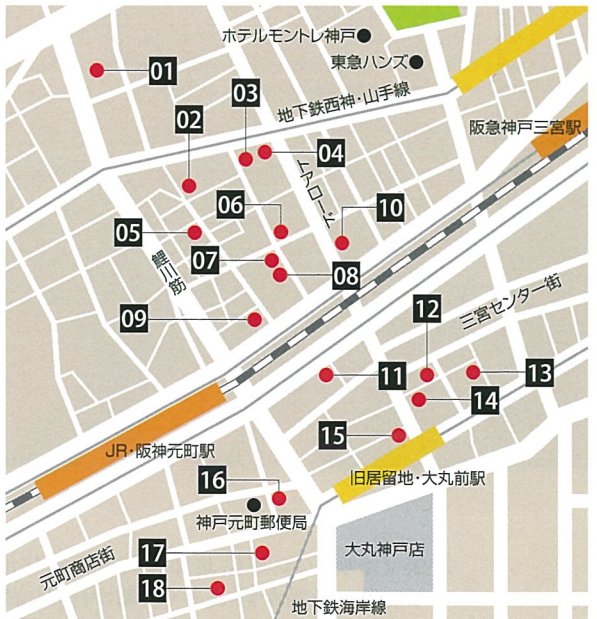 ホテルモントレ神戸
東急ハンズ
01
03
地下鉄西神・山手線
02
阪急神戸三宮駅
04
トアロード
06
10
05
07
鯉川筋
08
三宮センター街
12
09
11
13
14
15
JR・阪神元町駅
旧居留地・大丸前駅
16
神戸元町郵便局
17
大丸神戸店
元町商店街
18
地下鉄海岸線